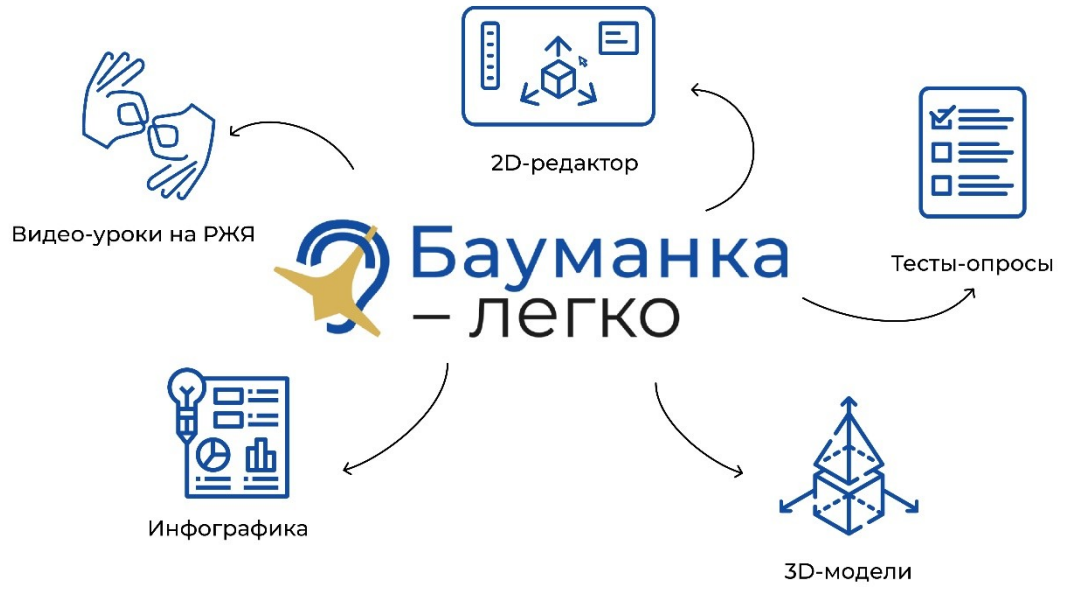 2D-редактор
Видео-уроки на РЖЯ
Бауманка
– легко
Тесты-опросы
Инфографика
3D-модели